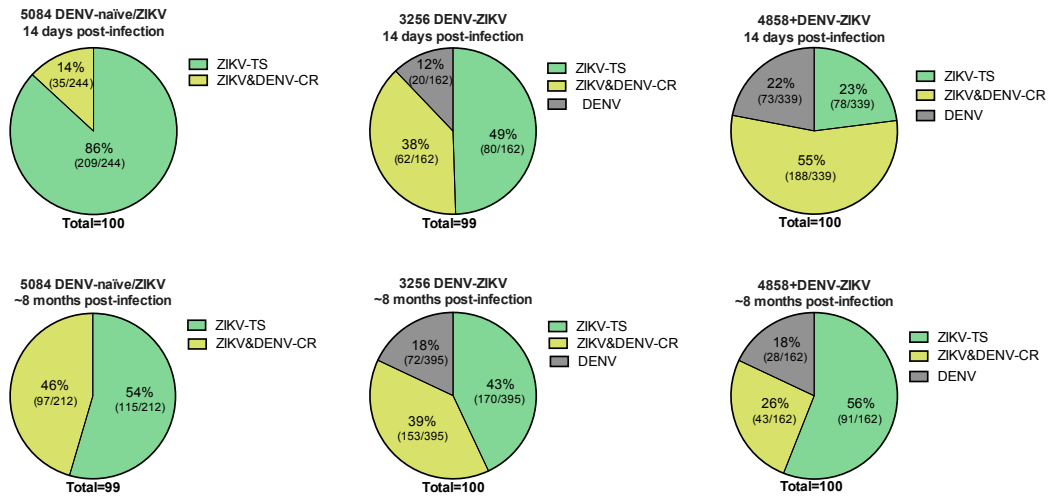 5084 DENV-naïve/ZIKV
14 days post-infection
14%
(35/244)
86%
(209/244)
ZIKV-TS
ZIKV&DENV-CR
Total=100
3256 DENV-ZIKV
14 days post-infection
12%
(20/162)
38%
(62/162)
49%
(80/162)
ZIKV-TS
ZIKV&DENV-CR
DENV
Total=99
4858+DENV-ZIKV
14 days post-infection
22%
(73/339)
23%
(78/339)
55%
(188/339)
ZIKV-TS
ZIKV&DENV-CR
DENV
Total=100
5084 DENV-naïve/ZIKV
~8 months post-infection
46%
(97/212)
54%
(115/212)
ZIKV-TS
ZIKV&DENV-CR
Total=99
3256 DENV-ZIKV
~8 months post-infection
18%
(72/395)
43%
(170/395)
39%
(153/395)
ZIKV-TS
ZIKV&DENV-CR
DENV
Total=100
4858+DENV-ZIKV
~8 months post-infection
18%
(28/162)
26%
(43/162)
56%
(91/162)
ZIKV-TS
ZIKV&DENV-CR
DENV
Total=100